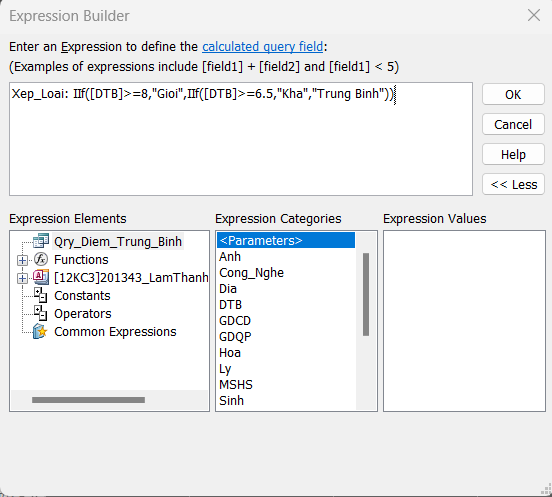 Expression Builder
Enter an Expression to define the calculated query field:
(Examples of expressions include [field1] + [field2] and [field1] < 5)
Xep_Loai: IIf([DTB]>=8,"Gioi",IIf([DTB]>=6.5,"Kha","Trung Binh"))
OK
Cancel
Help
<< Less
Expression Elements
Qry_Diem_Trung_Binh
Functions
[12KC3]201343_LamThanh
Constants
Operators
Common Expressions
Expression Categories
<Parameters>
Anh
Cong_Nghe
Dia
DTB
GDCD
GDQP
Hoa
Ly
MSHS
Sinh
Expression Values